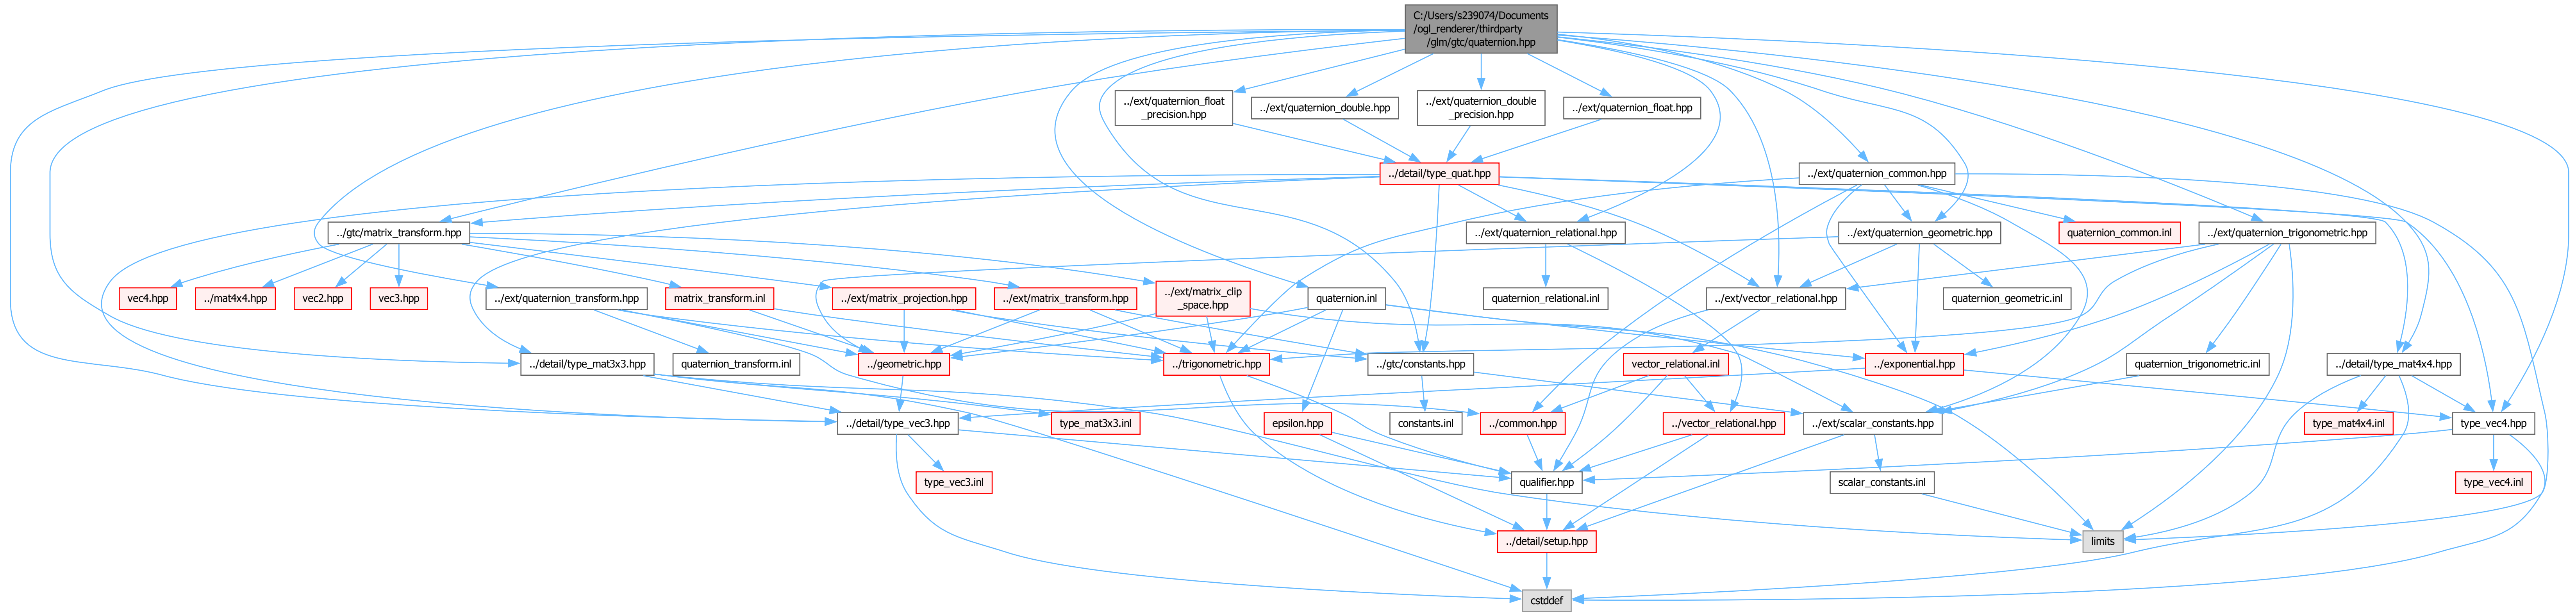 C:/Users/s239074/Documents
/ogl_renderer/thirdparty
/glm/gtc/quaternion.hpp
../ext/quaternion_float
_precision.hpp
../ext/quaternion_double.hpp
../ext/quaternion_double
_precision.hpp
../ext/quaternion_float.hpp
../detail/type_quat.hpp
../ext/quaternion_common.hpp
../gtc/matrix_transform.hpp
../ext/quaternion_relational.hpp
../ext/quaternion_geometric.hpp
quaternion_common.inl
../ext/quaternion_trigonometric.hpp
vec4.hpp
../mat4x4.hpp
vec2.hpp
vec3.hpp
../ext/quaternion_transform.hpp
matrix_transform.inl
../ext/matrix_projection.hpp
../ext/matrix_transform.hpp
../ext/matrix_clip
_space.hpp
quaternion.inl
quaternion_relational.inl
../ext/vector_relational.hpp
quaternion_geometric.inl
../detail/type_mat3x3.hpp
quaternion_transform.inl
../geometric.hpp
../trigonometric.hpp
../gtc/constants.hpp
vector_relational.inl
../exponential.hpp
quaternion_trigonometric.inl
../detail/type_mat4x4.hpp
../detail/type_vec3.hpp
type_mat3x3.inl
epsilon.hpp
constants.inl
../common.hpp
../vector_relational.hpp
../ext/scalar_constants.hpp
type_mat4x4.inl
type_vec4.hpp
type_vec3.inl
qualifier.hpp
scalar_constants.inl
type_vec4.inl
../detail/setup.hpp
limits
cstddef